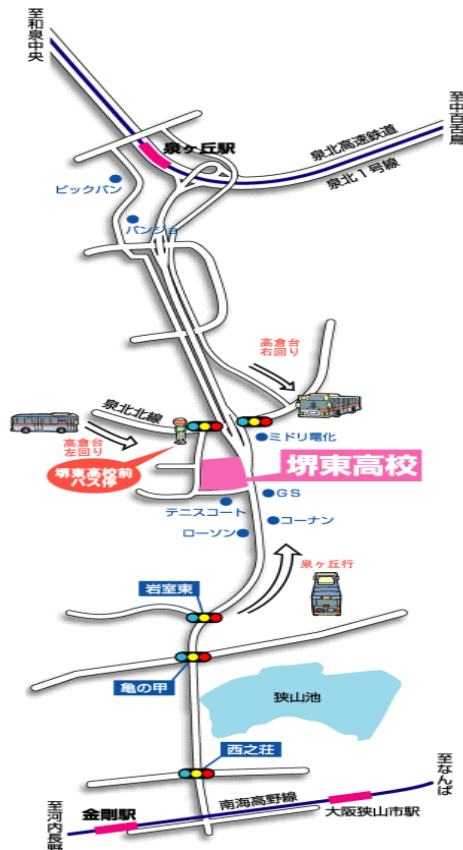 至和泉中央
至中百舌鳥
泉ヶ丘駅
泉北高速鉄道
泉北1号線
ビックバン
パンジョ
高倉台
右回り
泉北北線
高倉台
左回り
ミドリ電化
堺東高校前
バス停
堺東高校
GS
テニスコート
コーナン
ローソン
泉ヶ丘行
岩室東
亀の甲
狭山池
西之荘
至なんば
南海高野線
金剛駅
大阪狭山市駅
至河内長野